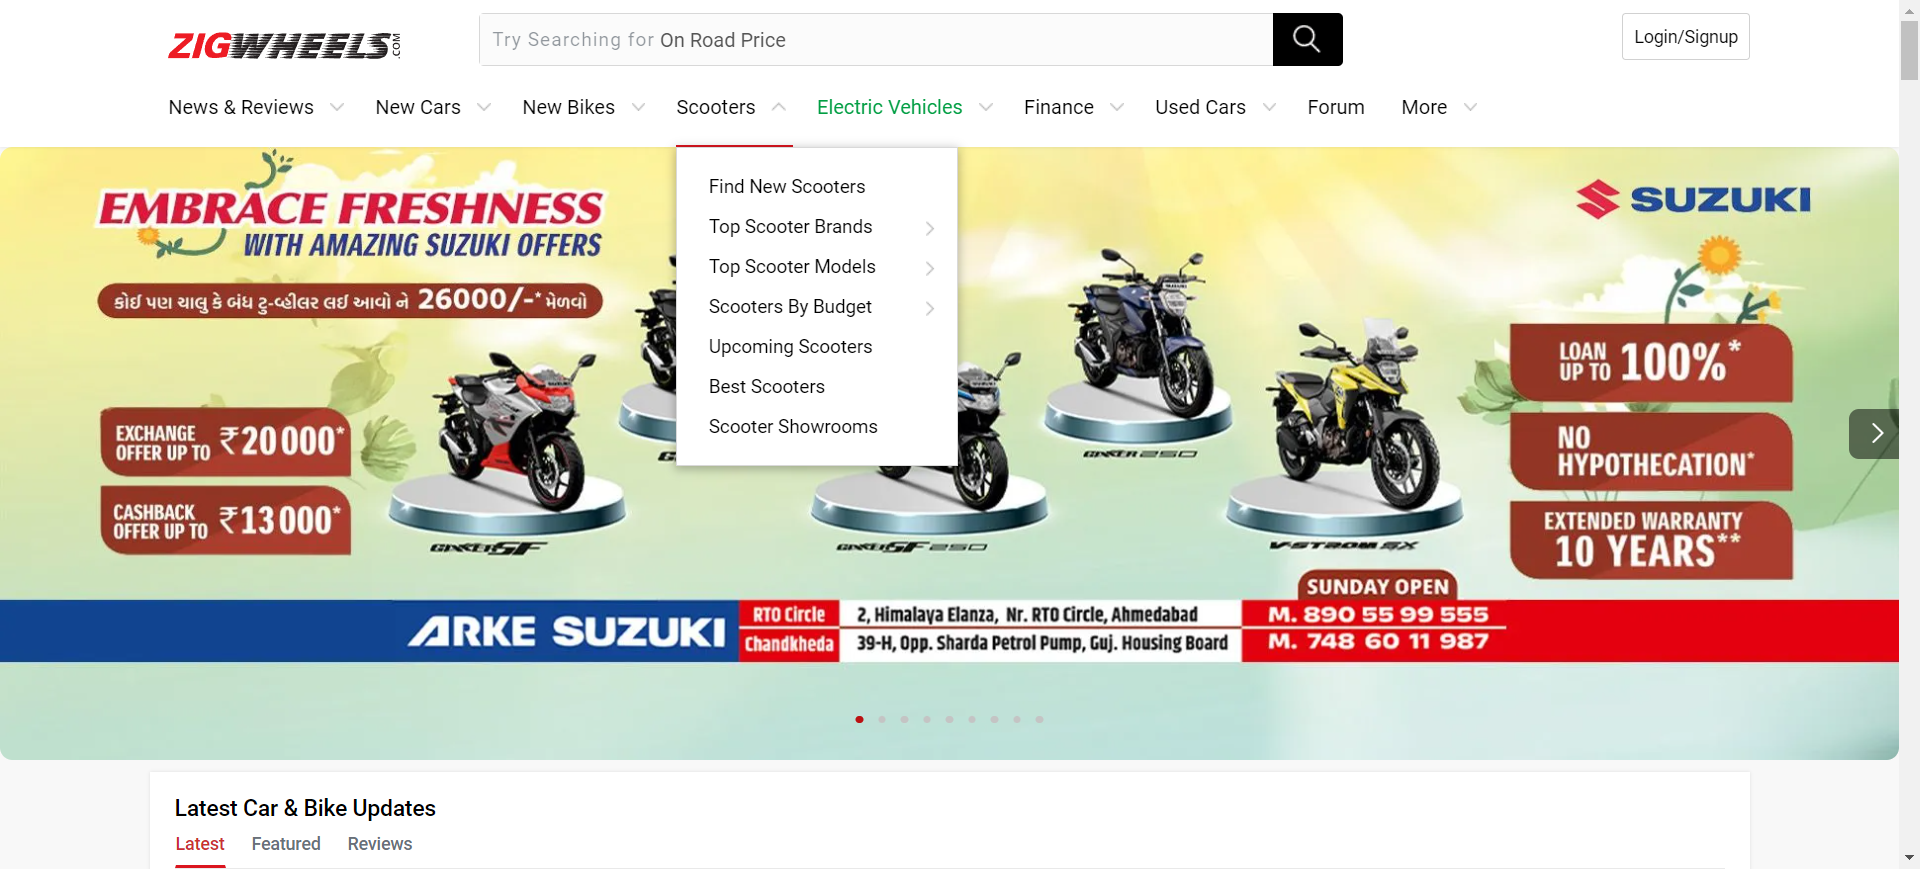 ZIGWHEELS.COM
Try Searching for On Road Price
Login/Signup
News & Reviews
New Cars
New Bikes
Scooters
Electric Vehicles
Finance
Used Cars
Forum
More
Find New Scooters
Top Scooter Brands
Top Scooter Models
Scooters By Budget
Upcoming Scooters
Best Scooters
Scooter Showrooms
EMBRACE FRESHNESS
WITH AMAZING SUZUKI OFFERS
કોઈ પણ ચાલુ કે બંધ ટુ-વ્હીલર લઈ આવો ને 26000/-* મેળવો
EXCHANGE
OFFER UP TO ₹20000*
CASHBACK
OFFER UP TO ₹13000*
SUZUKI
LOAN
UP TO 100%*
NO
HYPOTHECATION*
EXTENDED WARRANTY
10 YEARS**
GIXXER SF
GIXXER SF 250
GIXXER 250
V-STROM SX
SUNDAY OPEN
ARKE SUZUKI
RTO Circle
2, Himalaya Elanza, Nr. RTO Circle, Ahmedabad
M. 890 55 99 555
Chandkheda
39-H, Opp. Sharda Petrol Pump, Guj. Housing Board
M. 748 60 11 987
Latest Car & Bike Updates
Latest
Featured
Reviews